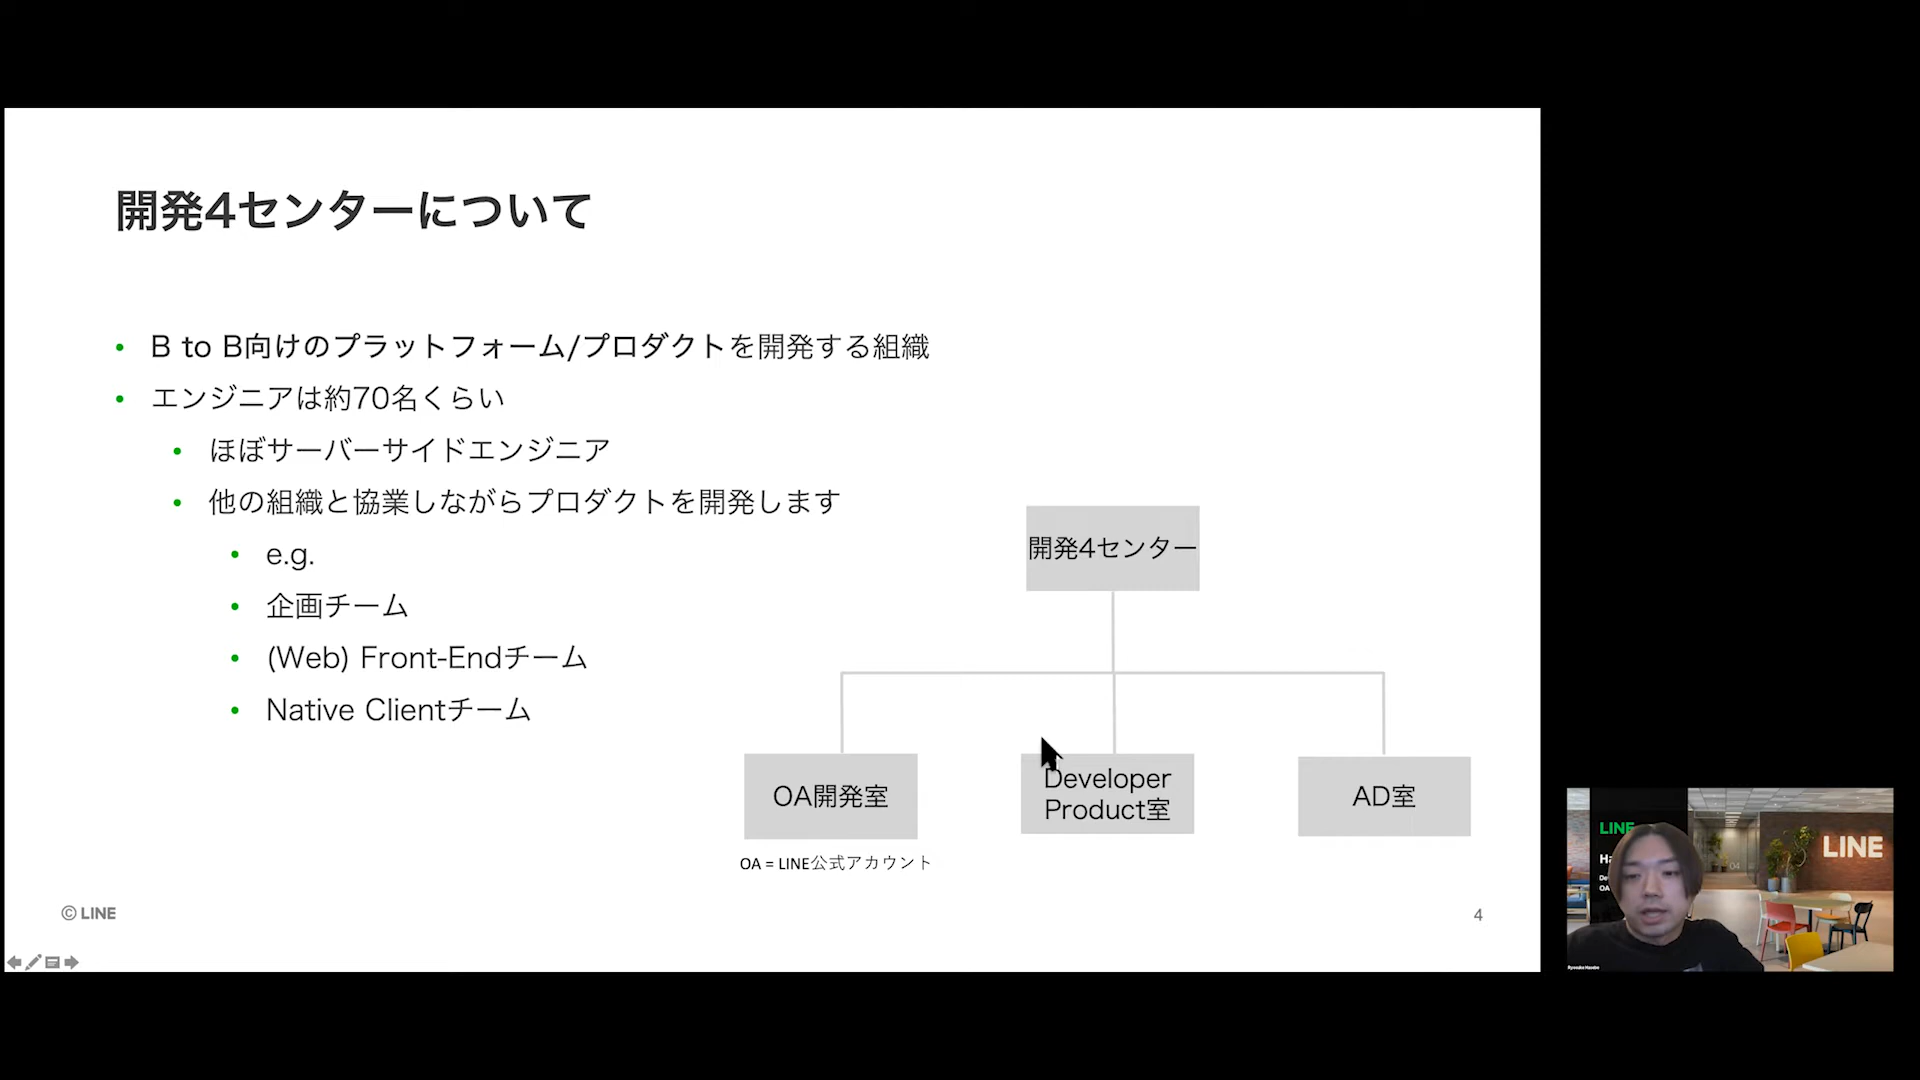 開発4センターについて
B to B向けのプラットフォーム/プロダクトを開発する組織
エンジニアは約70名くらい
ほぼサーバーサイドエンジニア
他の組織と協業しながらプロダクトを開発します
e.g.
企画チーム
(Web) Front-Endチーム
Native Clientチーム
開発4センター
OA開発室
Developer
Product室
AD室
OA = LINE公式アカウント
© LINE
4
LINE
LINE